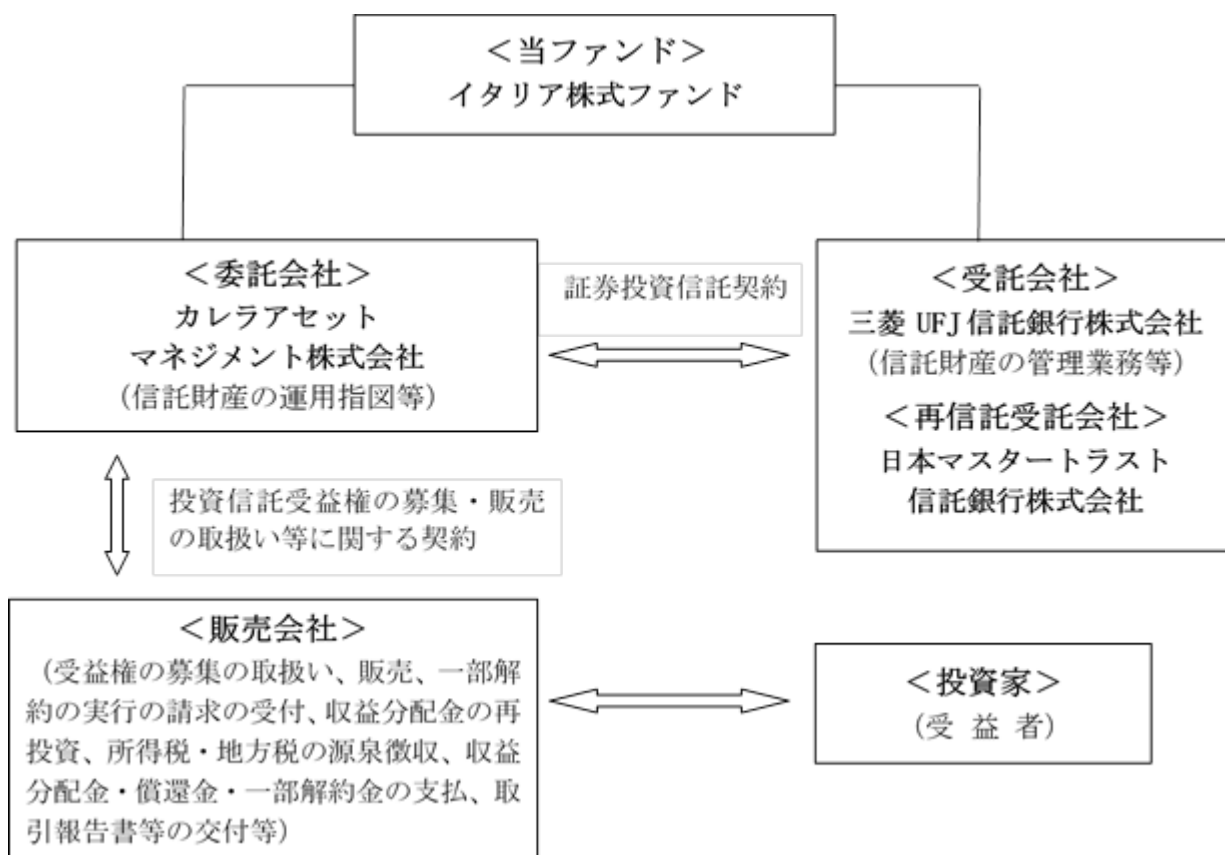 ＜当ファンド＞
イタリア株式ファンド
＜委託会社＞
カレラアセット
マネジメント株式会社
（信託財産の運用指図等）
証券投資信託契約
＜受託会社＞
三菱 UFJ 信託銀行株式会社
（信託財産の管理業務等）
＜再信託受託会社＞
日本マスタートラスト
信託銀行株式会社
投資信託受益権の募集・販売
の取扱い等に関する契約
＜販売会社＞
（受益権の募集の取扱い、販売、一部解
約の実行の請求の受付、収益分配金の再
投資、所得税・地方税の源泉徴収、収益
分配金・償還金・一部解約金の支払、取
引報告書等の交付等）
＜投資家＞
（受 益 者）